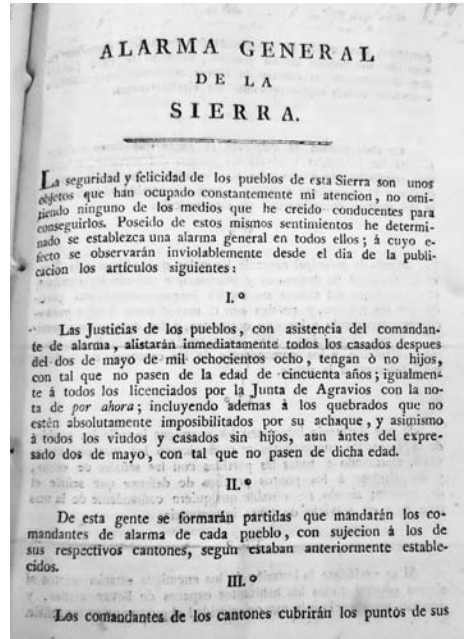 ALARMA GENERAL
DE LA
SIERRA.
La seguridad y felicidad de los pueblos de esta Sierra son unos
objetos que han ocupado constantemente mi atencion, no omi-
tiendo ninguno de los medios que he creido conducentes para
conseguirlos. Poseido de estos mismos sentimientos he determi-
nado se establezca una alarma general en todos ellos; á cuyo e-
fecto se observarán inviolablemente desde el dia de la publi-
cacion los artículos siguientes:
I.º
Las Justicias de los pueblos, con asistencia del comandan-
te de alarma, alistarán inmediatamente todos los casados despues
del dos de mayo de mil ochocientos ocho, tengan ò no hijos,
con tal que no pasen de la edad de cincuenta años; igualmen-
te á todos los licenciados por la Junta de Agravios con la no-
ta de por ahora; incluyendo ademas à los quebrados que no
estén absolutamente imposibilitados por su achaque, y asimismo
à todos los viudos y casados sin hijos, aun ántes del expre-
sado dos de mayo, con tal que no pasen de dicha edad.
II.º
De esta gente se formarán partidas que mandarán los co-
mandantes de alarma de cada pueblo, con sujecion à los de
sus respectivos cantones, segun estaban anteriormente estable-
cidos.
III.º
Los comandantes de los cantones cubrirán los puntos de sus